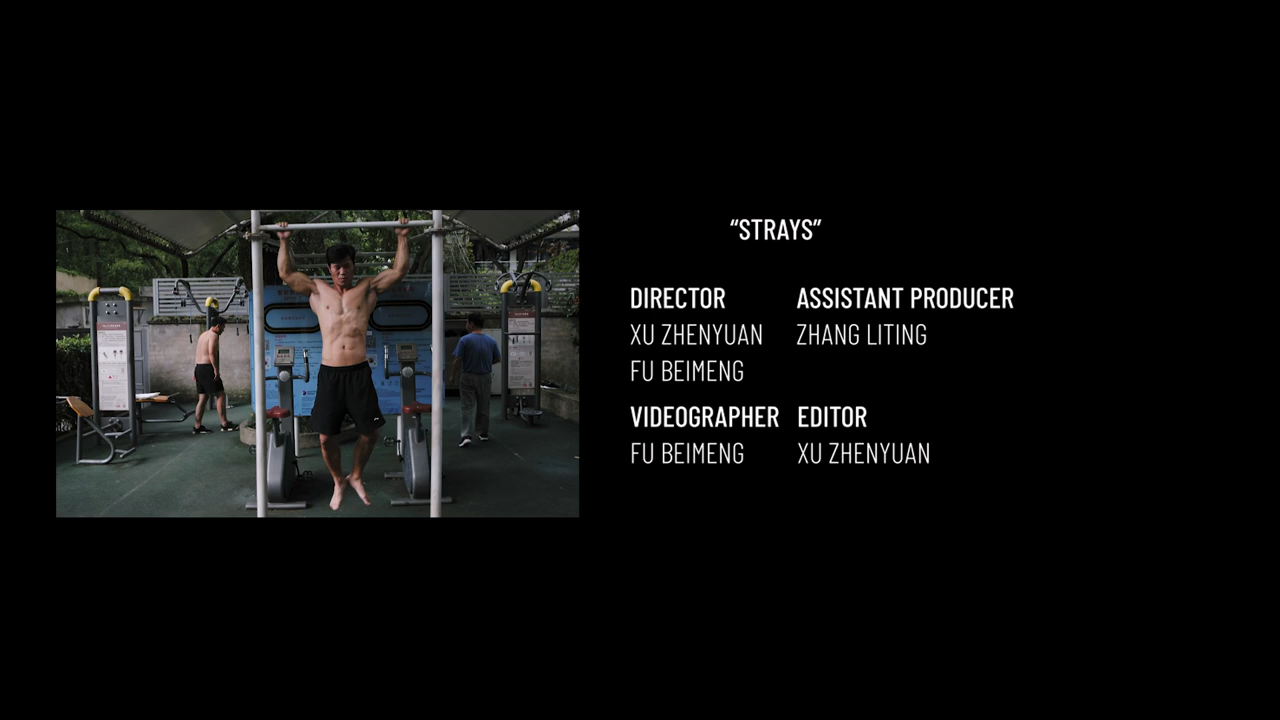 “STRAYS”
DIRECTOR
XU ZHENYUAN
FU BEIMENG
ASSISTANT PRODUCER
ZHANG LITING
VIDEOGRAPHER
FU BEIMENG
EDITOR
XU ZHENYUAN